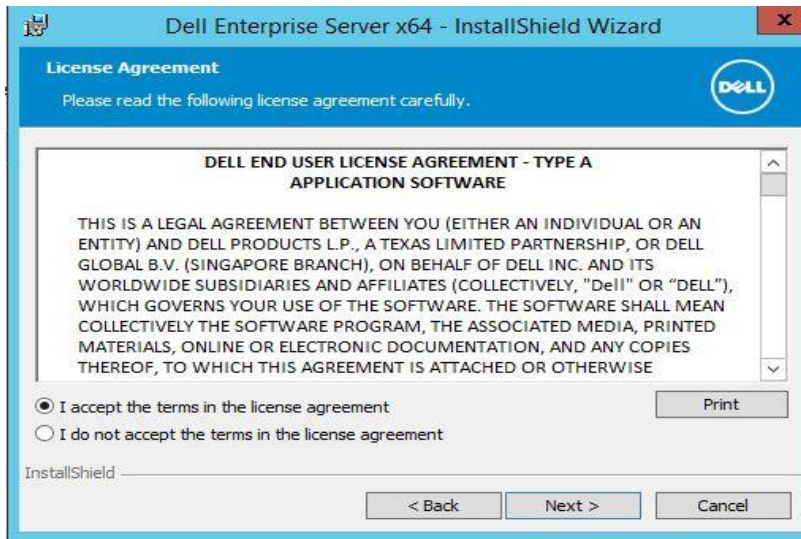 Dell Enterprise Server x64 - InstallShield Wizard
x
License Agreement
Please read the following license agreement carefully.
DELL
DELL END USER LICENSE AGREEMENT - TYPE A
APPLICATION SOFTWARE
THIS IS A LEGAL AGREEMENT BETWEEN YOU (EITHER AN INDIVIDUAL OR AN
ENTITY) AND DELL PRODUCTS L.P., A TEXAS LIMITED PARTNERSHIP, OR DELL
GLOBAL B.V. (SINGAPORE BRANCH), ON BEHALF OF DELL INC. AND ITS
WORLDWIDE SUBSIDIARIES AND AFFILIATES (COLLECTIVELY, "Dell" OR “DELL”),
WHICH GOVERNS YOUR USE OF THE SOFTWARE. THE SOFTWARE SHALL MEAN
COLLECTIVELY THE SOFTWARE PROGRAM, THE ASSOCIATED MEDIA, PRINTED
MATERIALS, ONLINE OR ELECTRONIC DOCUMENTATION, AND ANY COPIES
THEREOF, TO WHICH THIS AGREEMENT IS ATTACHED OR OTHERWISE
I accept the terms in the license agreement
Print
I do not accept the terms in the license agreement
InstallShield
< Back
Next >
Cancel